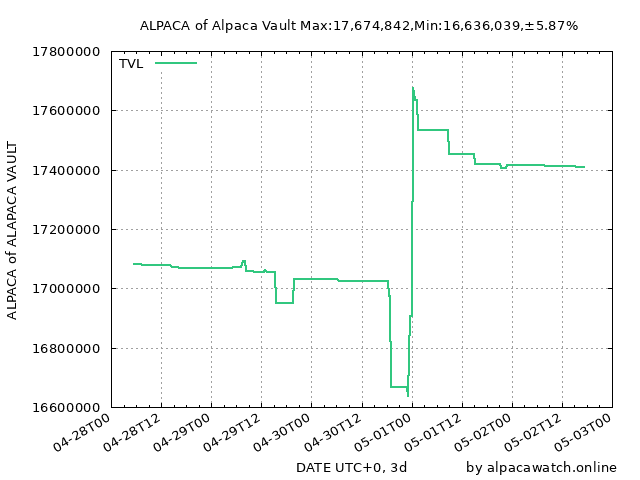 ALPACA of Alpaca Vault Max:17,674,842,Min:16,636,039,±5.87%
TVL
17800000
17600000
17400000
17200000
17000000
16800000
16600000
ALPACA of ALAPACA VAULT
04-28T00
04-28T12
04-29T00
04-29T12
04-30T00
04-30T12
05-01T00
05-01T12
05-02T00
05-02T12
05-03T00
DATE UTC+0, 3d
by alpacawatch.online